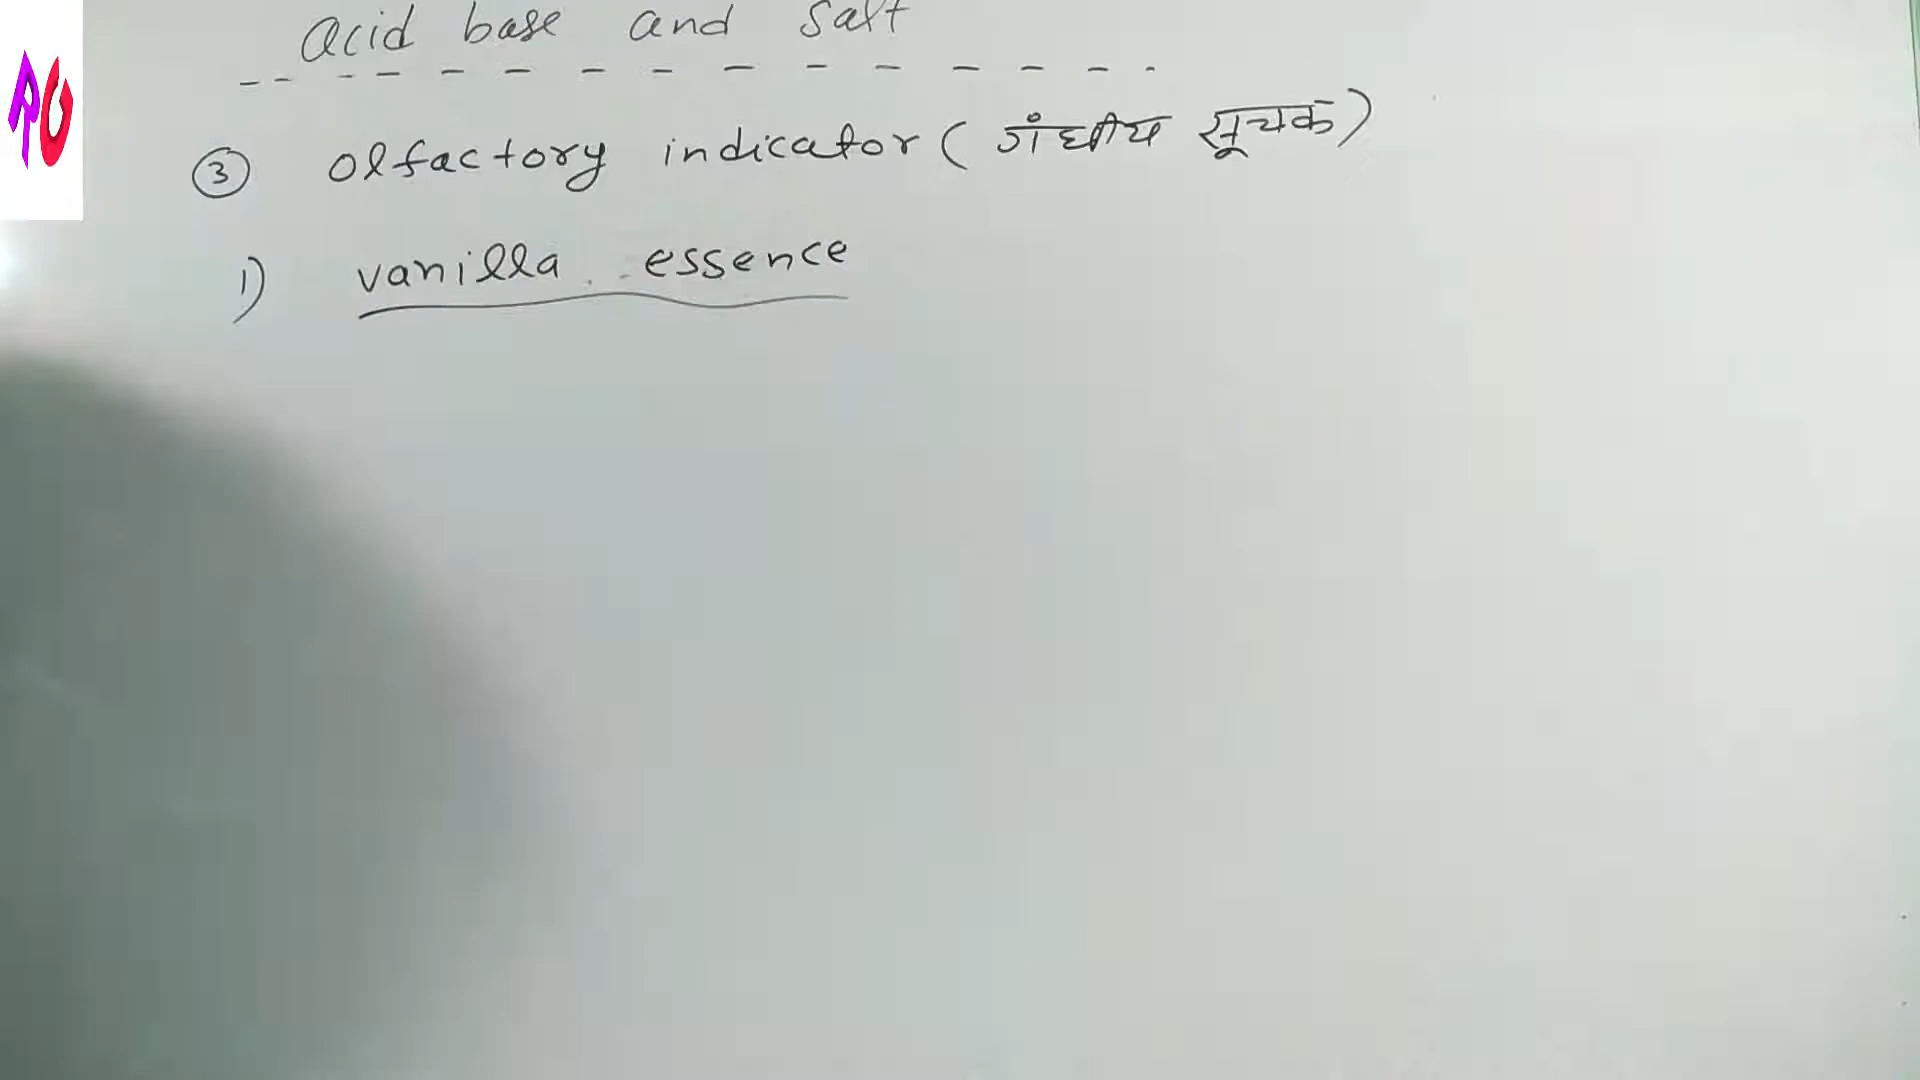 acid base and salt
③ olfactory indicator ( गंधीय सूचक )
1) vanilla essence